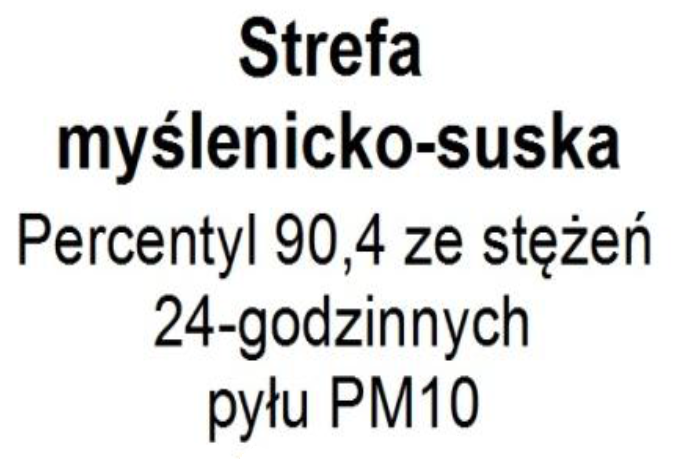 Strefa
myślenicko-suska
Percentyl 90,4 ze stężeń
24-godzinnych
pyłu PM10